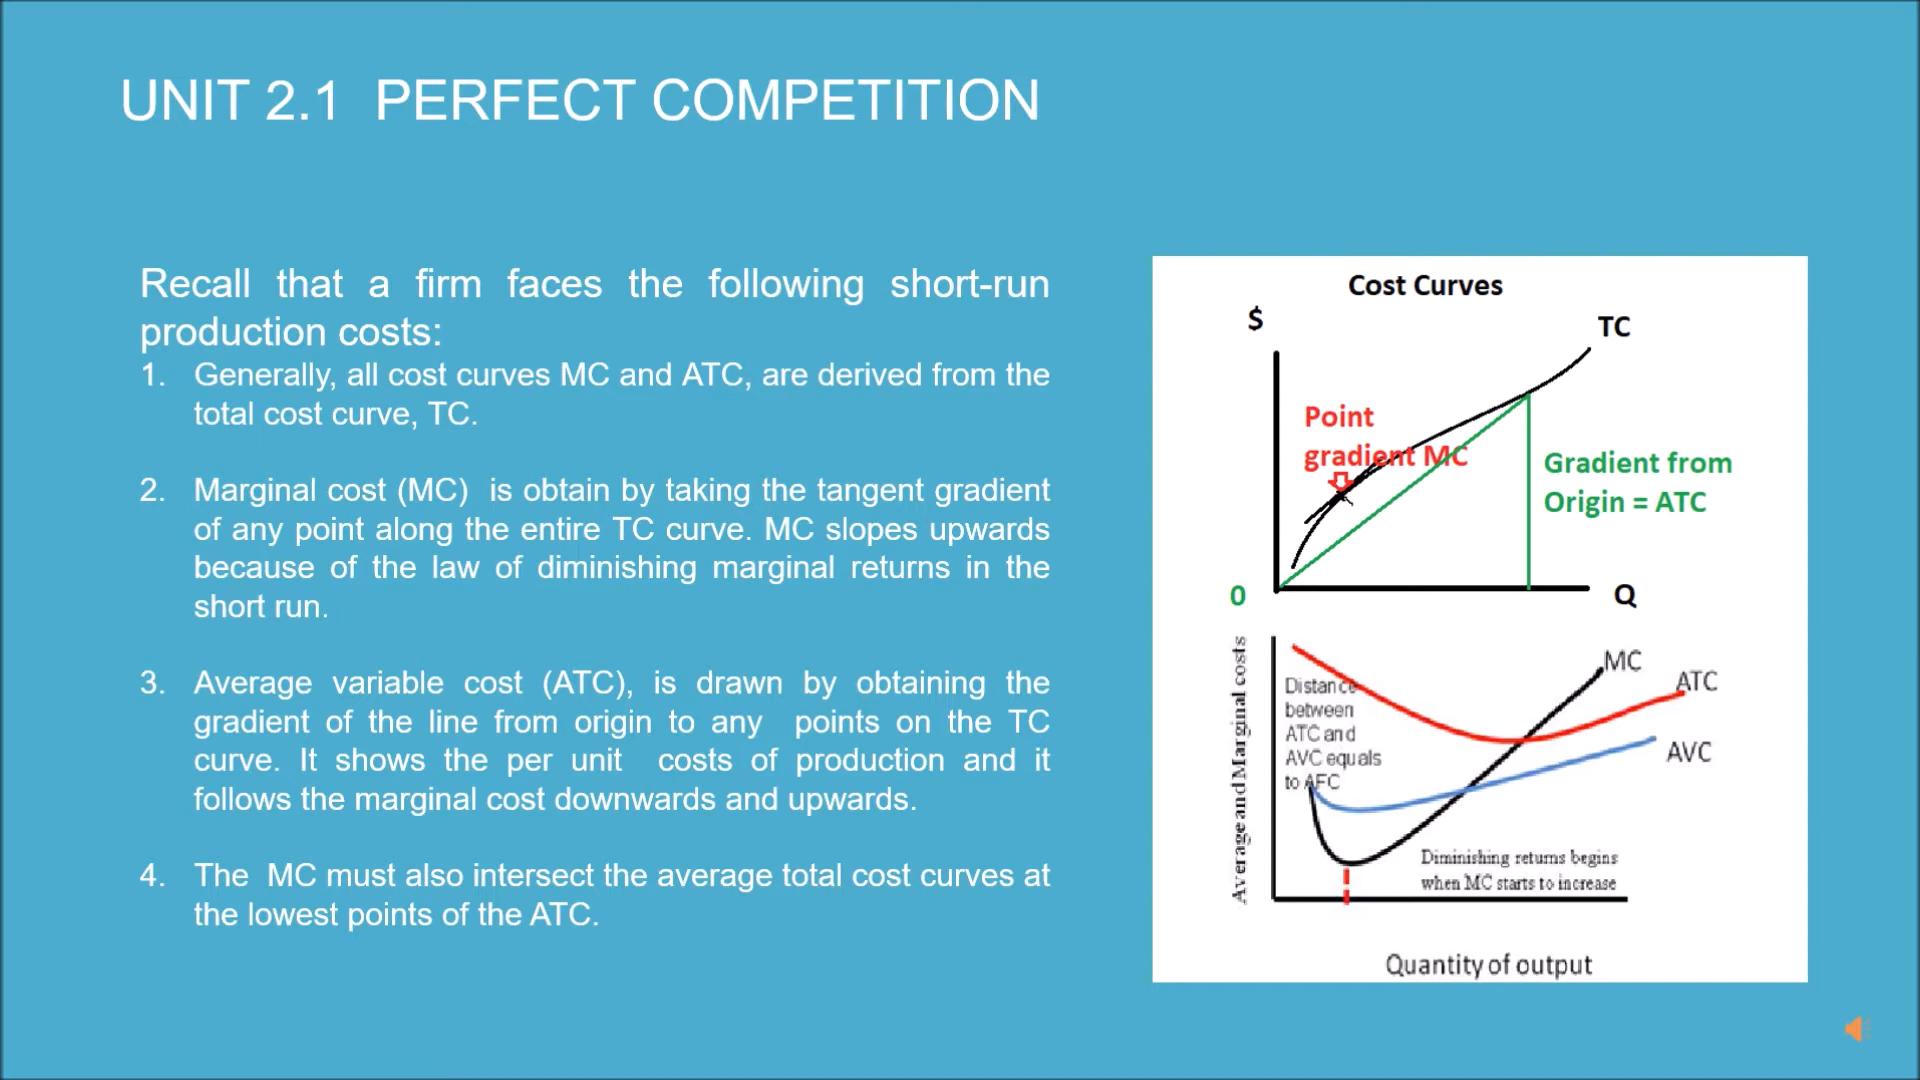 UNIT 2.1 PERFECT COMPETITION
Recall that a firm faces the following short-run
production costs:
1. Generally, all cost curves MC and ATC, are derived from the
total cost curve, TC.
2. Marginal cost (MC) is obtain by taking the tangent gradient
of any point along the entire TC curve. MC slopes upwards
because of the law of diminishing marginal returns in the
short run.
3. Average variable cost (ATC), is drawn by obtaining the
gradient of the line from origin to any points on the TC
curve. It shows the per unit costs of production and it
follows the marginal cost downwards and upwards.
4. The MC must also intersect the average total cost curves at
the lowest points of the ATC.
Cost Curves
$
TC
Point
gradient MC
Gradient from
Origin = ATC
0
Q
Average and Marginal costs
MC
ATC
Distance
between
ATC and
AVC equals
to AFC
AVC
Diminishing returns begins
when MC starts to increase
Quantity of output